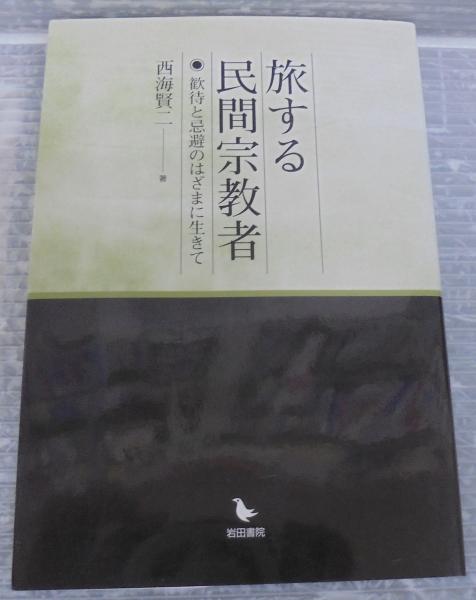 旅する
民間宗教者
◉歓待と忌避のはざまに生きて
西海賢二――著
岩田書院